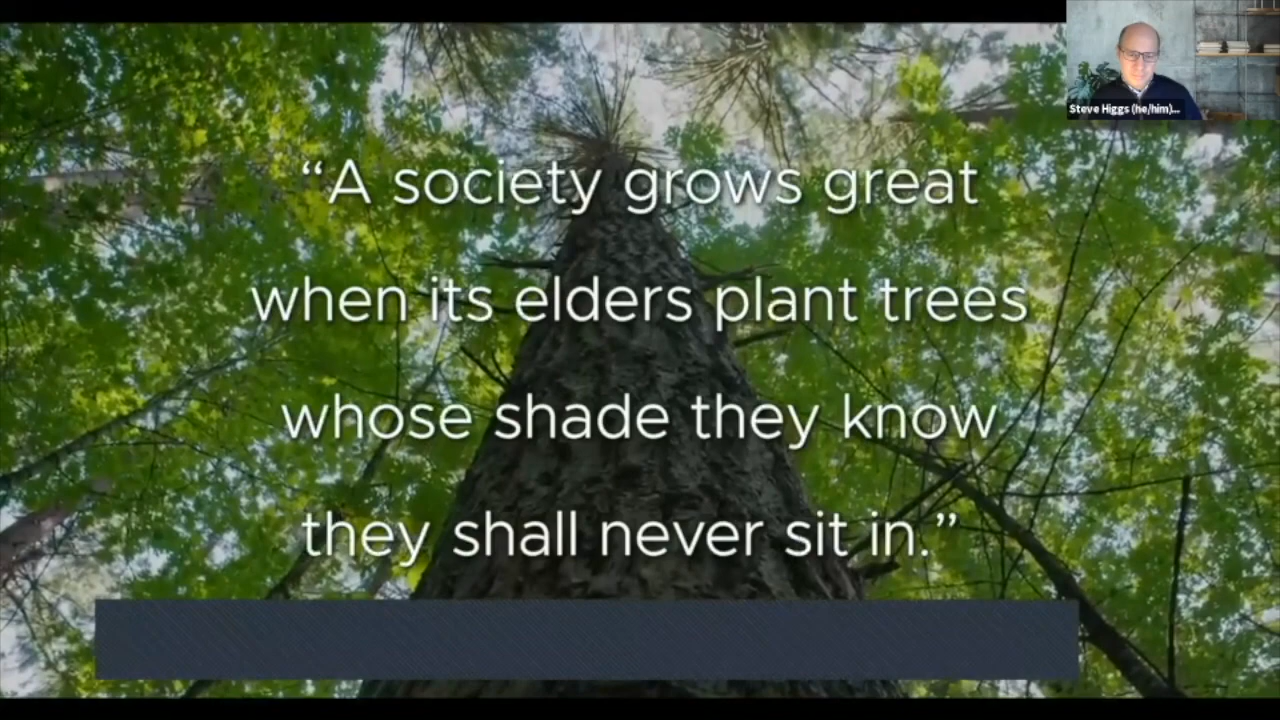 Steve Higgs (he/him)...
“A society grows great
when its elders plant trees
whose shade they know
they shall never sit in.”